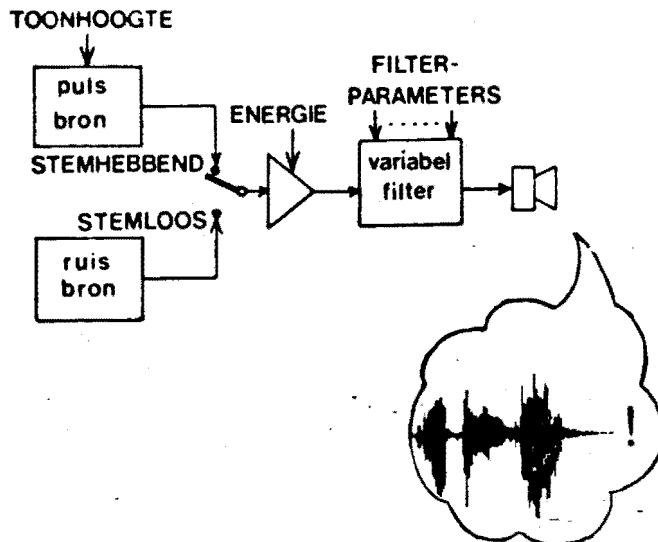 TOONHOOGTE
puls
bron
ENERGIE
FILTER-
PARAMETERS
STEMHEBBEND
variabel
filter
STEMLOOS
ruis
bron
!